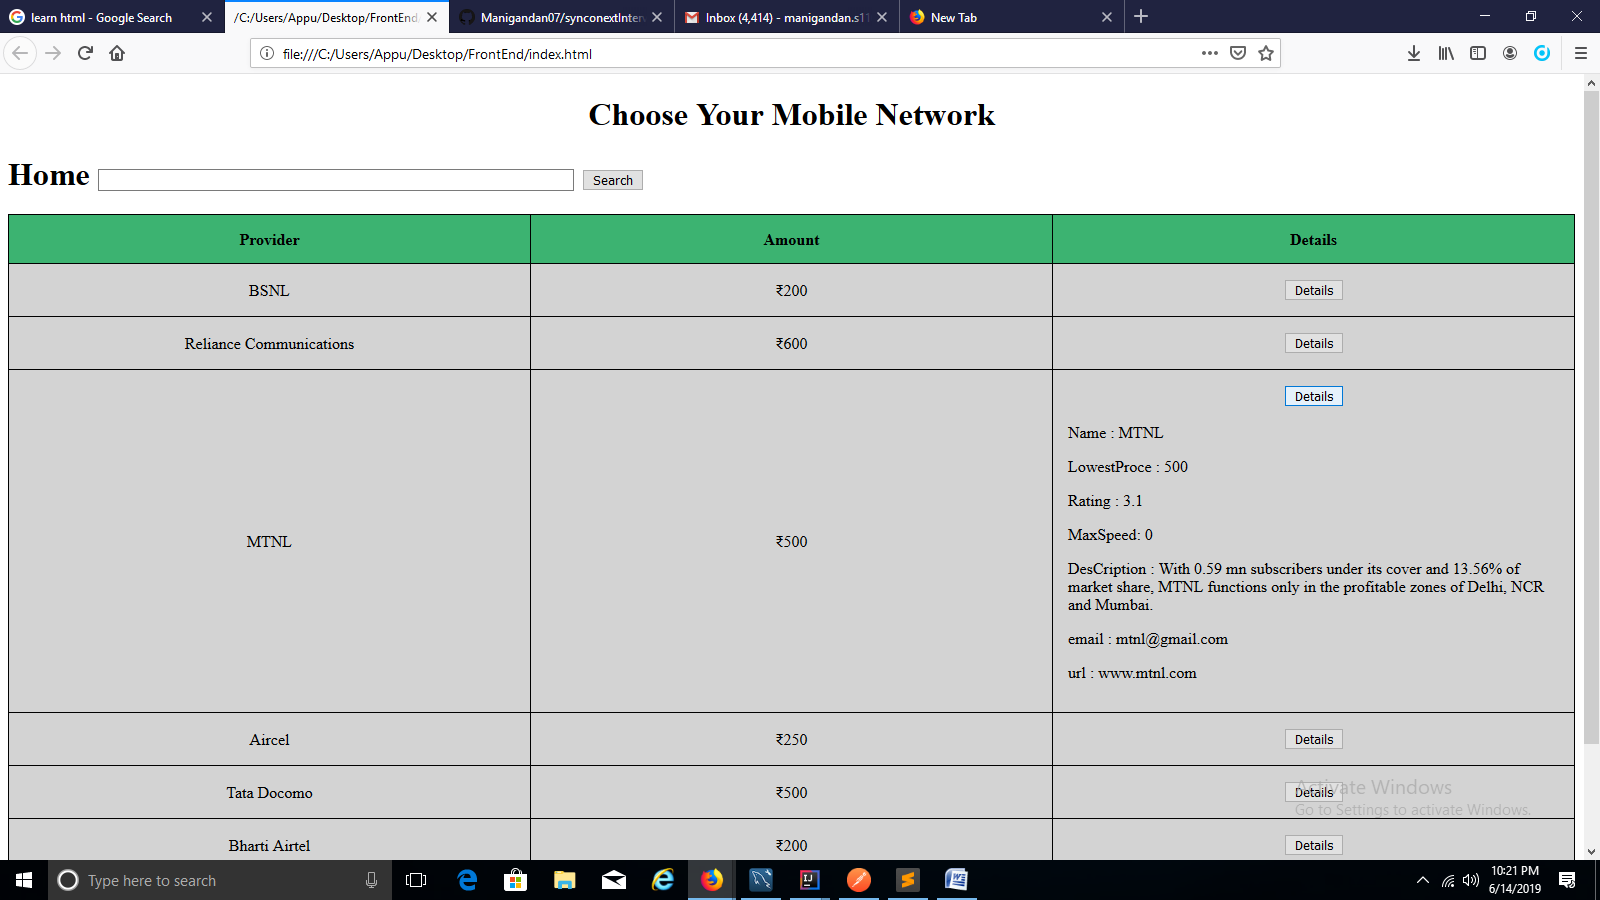 learn html - Google Search
/C:/Users/Appu/Desktop/FrontEnd/
Manigandan07/synconextInter
Inbox (4,414) - manigandan.s11
New Tab
file:///C:/Users/Appu/Desktop/FrontEnd/index.html
Choose Your Mobile Network
Home
Search
Provider Amount Details
BSNL ₹200 Details
Reliance Communications ₹600 Details
Details
Name : MTNL
LowestProce : 500
Rating : 3.1
MaxSpeed: 0
MTNL ₹500
DesCription : With 0.59 mn subscribers under its cover and 13.56% of
market share, MTNL functions only in the profitable zones of Delhi, NCR
and Mumbai.
email : mtnl@gmail.com
url : www.mtnl.com
Aircel ₹250 Details
Tata Docomo ₹500 Details
Activate Windows
Go to Settings to activate Windows.
Bharti Airtel ₹200 Details
Type here to search
10:21 PM
6/14/2019